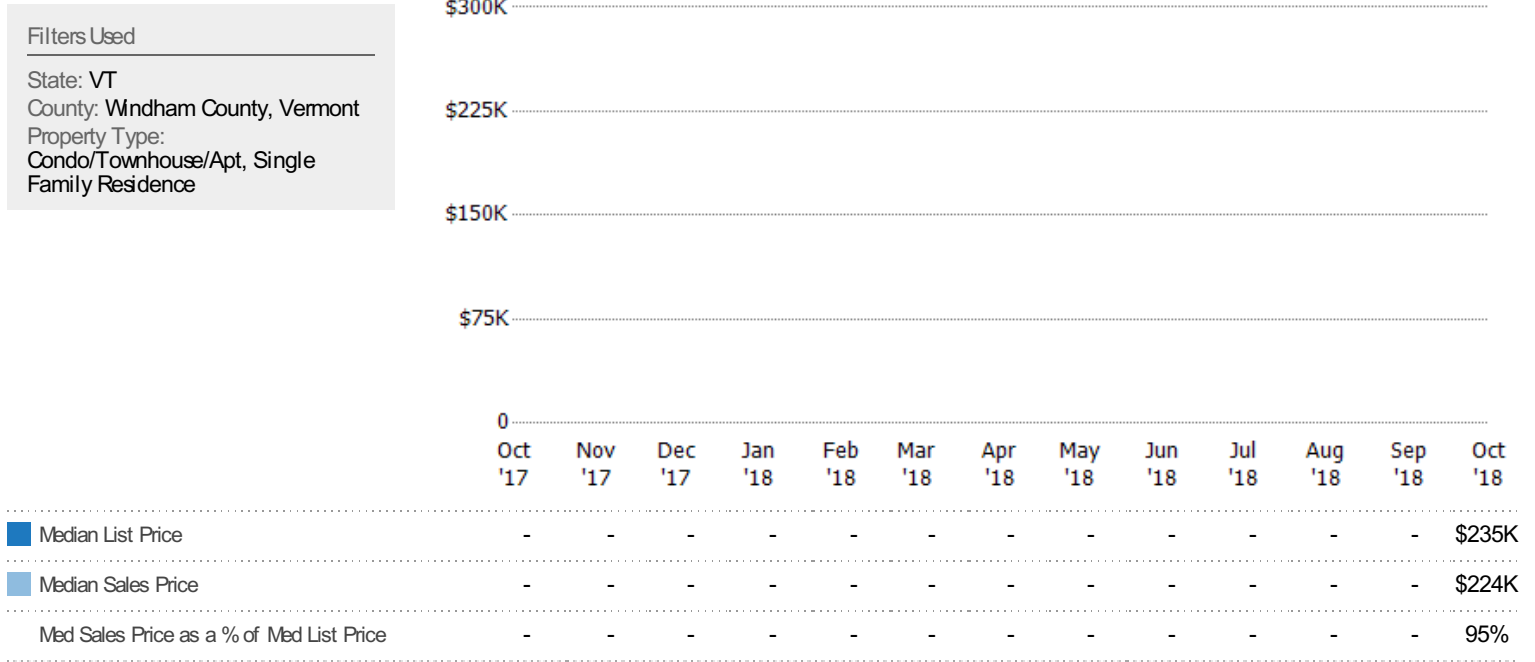 Filters Used
State: VT
County: Windham County, Vermont
Property Type:
Condo/Townhouse/Apt, Single
Family Residence
$300K
$225K
$150K
$75K
0
Oct Nov Dec Jan Feb Mar Apr May Jun Jul Aug Sep Oct
'17 '17 '17 '18 '18 '18 '18 '18 '18 '18 '18 '18 '18
Median List Price - - - - - - - - - - - - $235K
Median Sales Price - - - - - - - - - - - - $224K
Med Sales Price as a % of Med List Price - - - - - - - - - - - - 95%